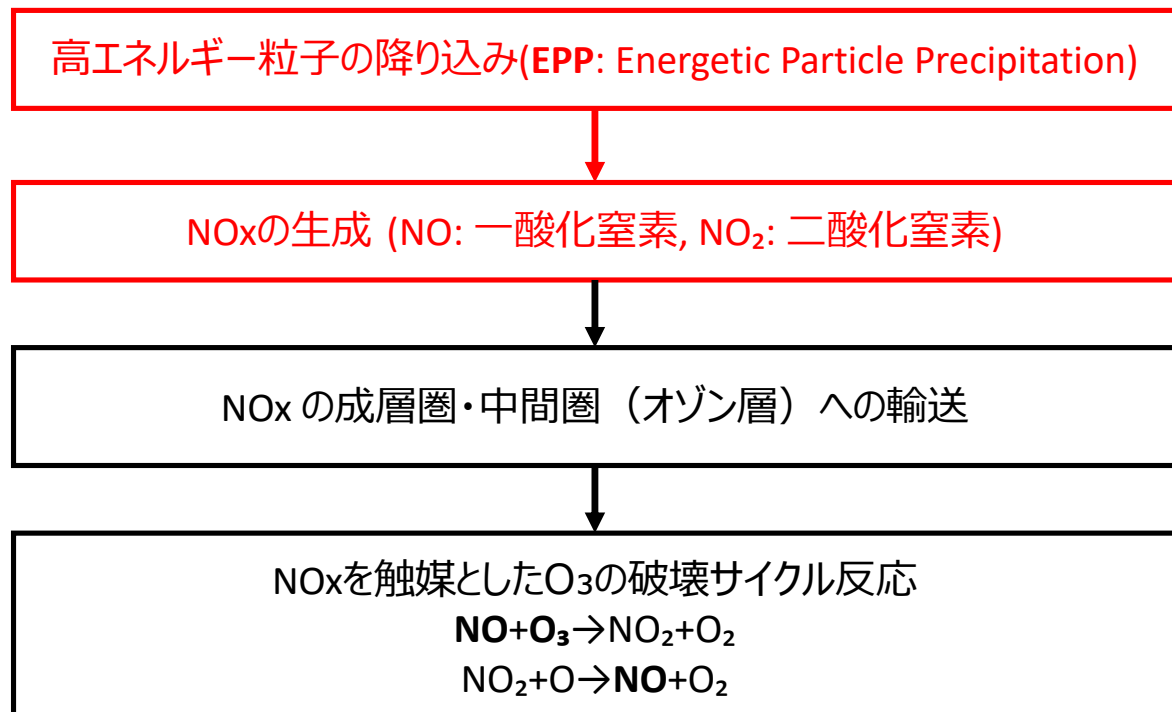 高エネルギー粒子の降り込み(EPP: Energetic Particle Precipitation)
NOxの生成 (NO: 一酸化窒素, NO₂: 二酸化窒素)
NOx の成層圏・中間圏（オゾン層）への輸送
NOxを触媒としたO₃の破壊サイクル反応
NO+O₃→NO₂+O₂
NO₂+O→NO+O₂